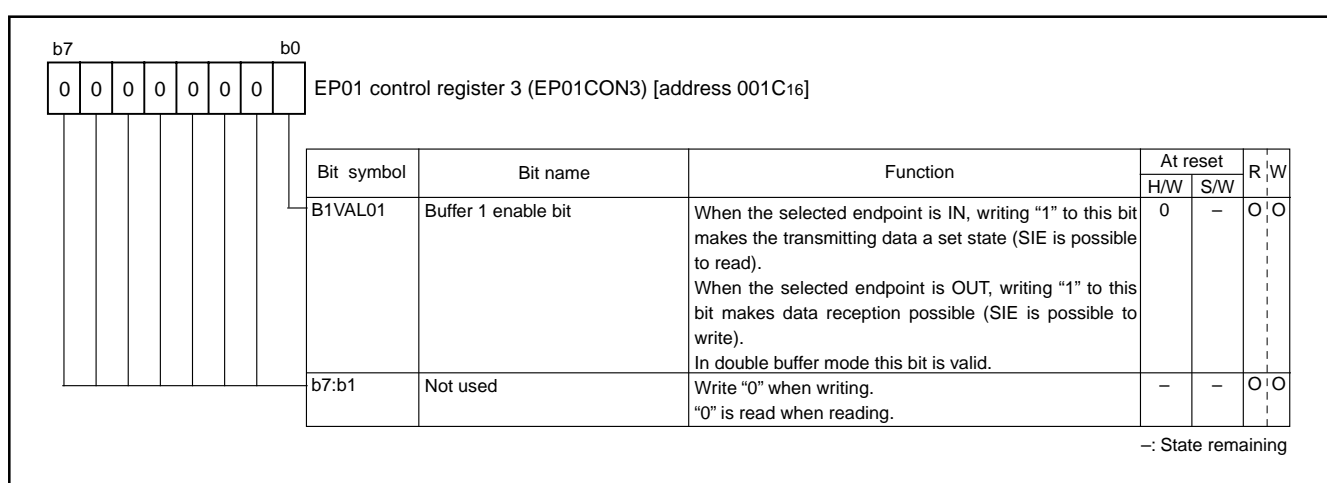 b7 b0
0 0 0 0 0 0 0 EP01 control register 3 (EP01CON3) [address 001C16]
Bit symbol Bit name Function At reset R W
H/W S/W
B1VAL01 Buffer 1 enable bit When the selected endpoint is IN, writing “1” to this bit 0 – O O
makes the transmitting data a set state (SIE is possible
to read).
When the selected endpoint is OUT, writing “1” to this
bit makes data reception possible (SIE is possible to
write).
In double buffer mode this bit is valid.
b7:b1 Not used Write “0” when writing. – – O O
“0” is read when reading.
–: State remaining